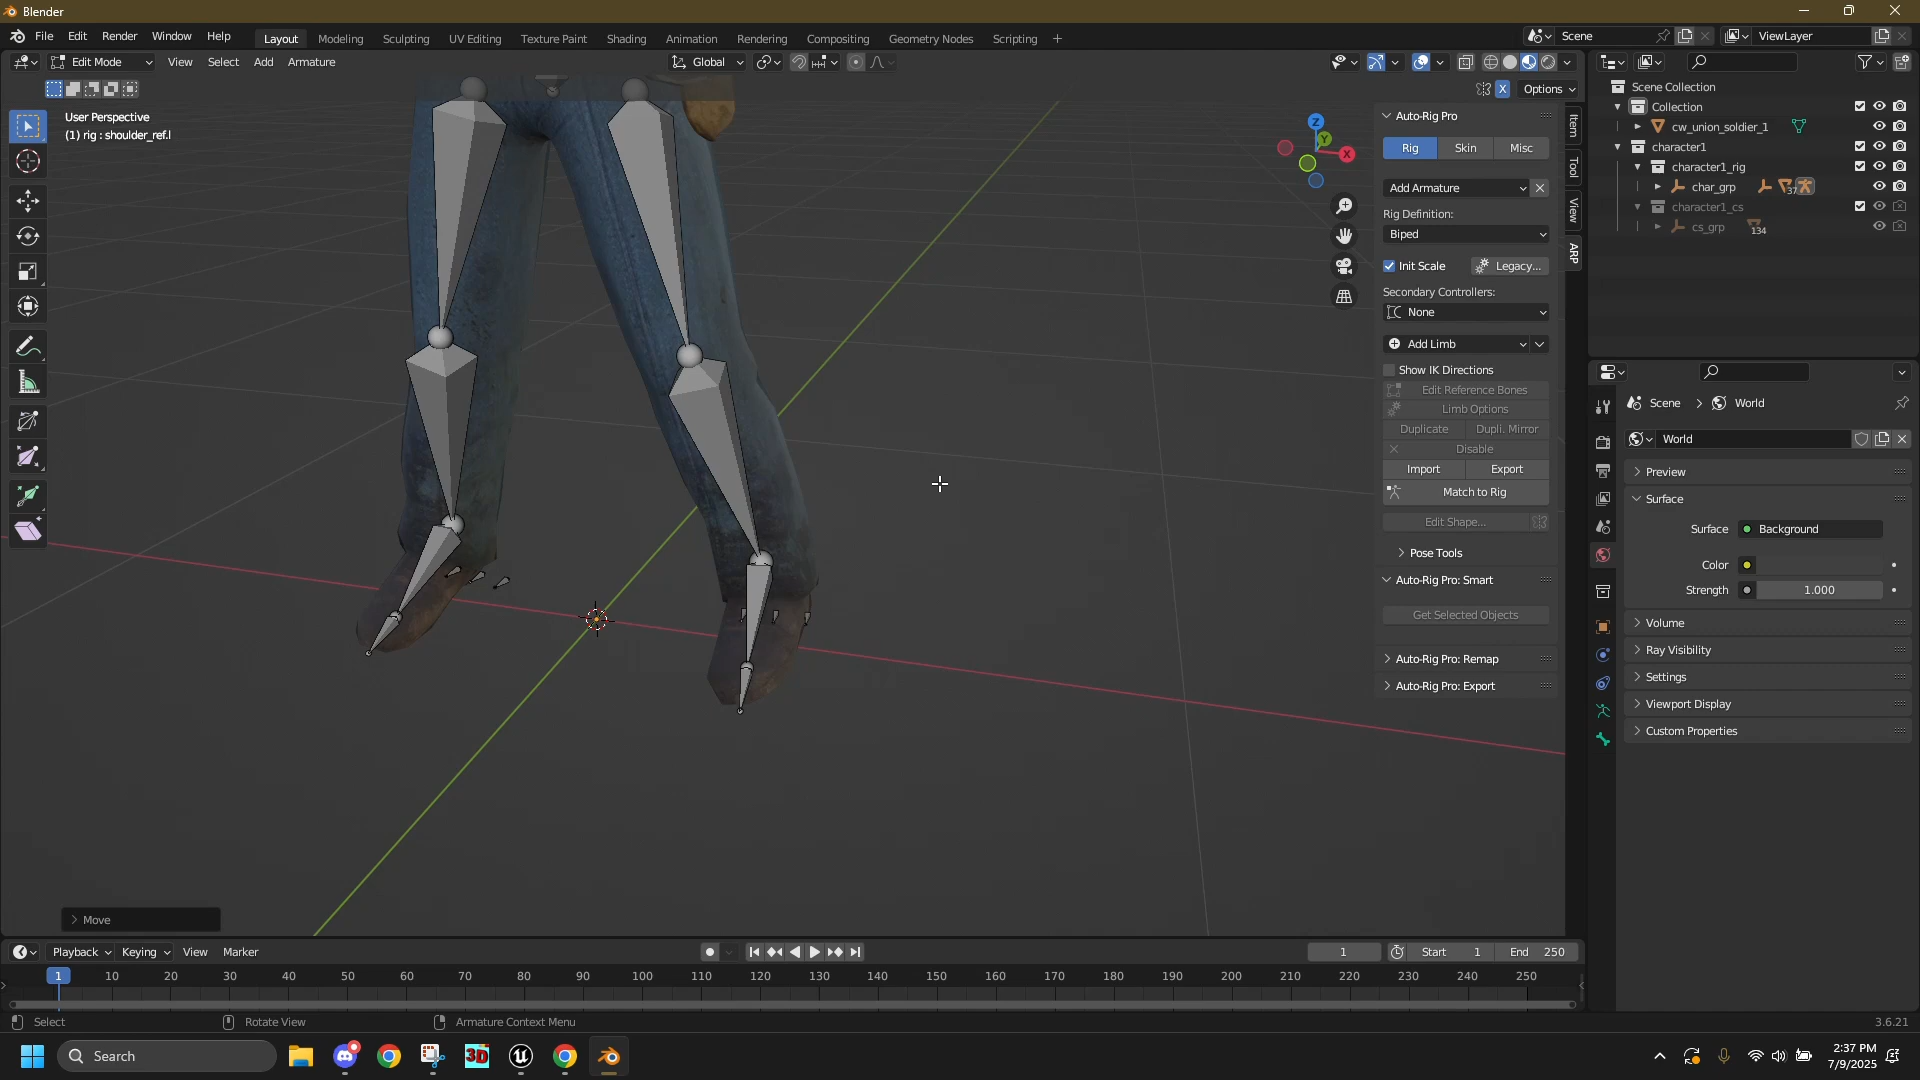 Blender
File Edit Render Window Help
Layout Modeling Sculpting UV Editing Texture Paint Shading Animation Rendering Compositing Geometry Nodes Scripting +
Scene
ViewLayer
Edit Mode View Select Add Armature
Global
Options
User Perspective
(1) rig : shoulder_ref.l
Z
Y
X
Item
Tool
View
ARP
Auto-Rig Pro
Rig Skin Misc
Add Armature
Rig Definition:
Biped
Init Scale Legacy...
Secondary Controllers:
None
Add Limb
Show IK Directions
Edit Reference Bones
Limb Options
Duplicate Dupli. Mirror
Disable
Import Export
Match to Rig
Edit Shape...
Pose Tools
Auto-Rig Pro: Smart
Get Selected Objects
Auto-Rig Pro: Remap
Auto-Rig Pro: Export
Scene Collection
Collection
cw_union_soldier_1
character1
character1_rig
char_grp 37
character1_cs
cs_grp 134
Scene > World
World
Preview
Surface
Surface Background
Color
Strength 1.000
Volume
Ray Visibility
Settings
Viewport Display
Custom Properties
Move
Playback Keying View Marker
1 Start 1 End 250
1 10 20 30 40 50 60 70 80 90 100 110 120 130 140 150 160 170 180 190 200 210 220 230 240 250
Select Rotate View Armature Context Menu 3.6.21
Search
3D
2:37 PM
7/9/2025